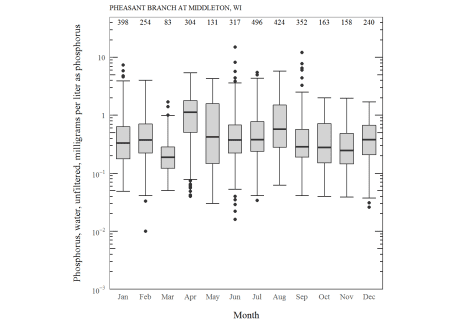 PHEASANT BRANCH AT MIDDLETON, WI
398 254 83 304 131 317 496 424 352 163 158 240
Phosphorus, water, unfiltered, milligrams per liter as phosphorus
10
1
10⁻¹
10⁻²
10⁻³
Jan Feb Mar Apr May Jun Jul Aug Sep Oct Nov Dec
Month